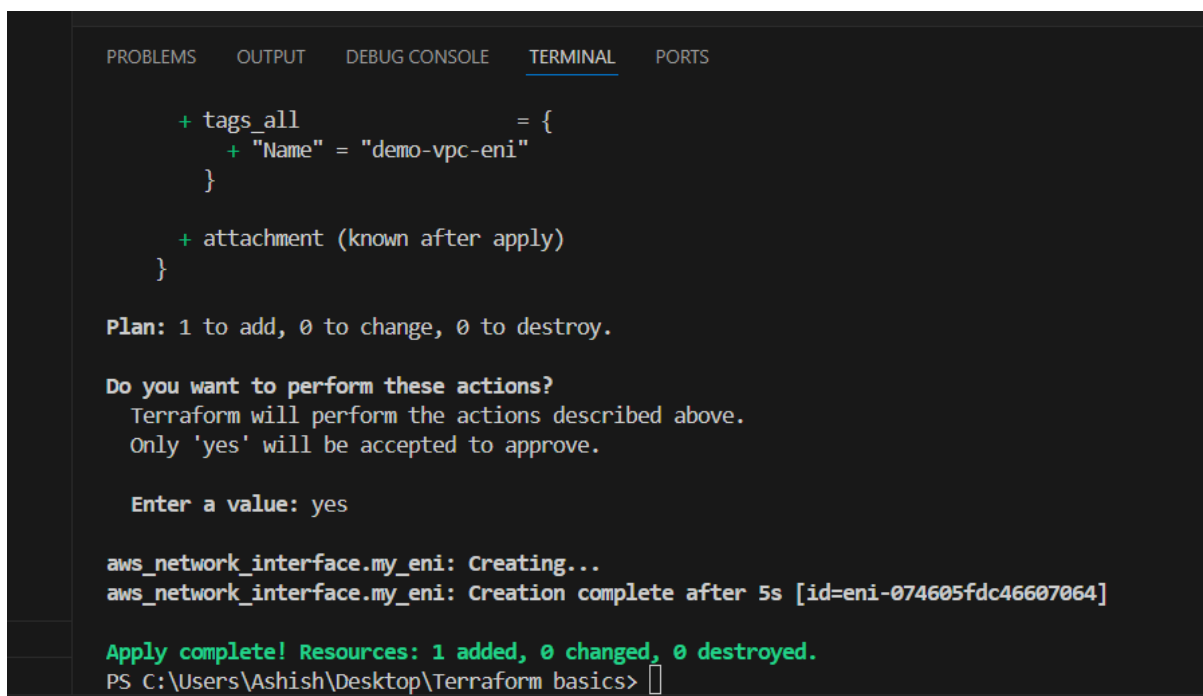 PROBLEMS OUTPUT DEBUG CONSOLE TERMINAL PORTS
+ tags_all = {
+ "Name" = "demo-vpc-eni"
}
+ attachment (known after apply)
}
Plan: 1 to add, 0 to change, 0 to destroy.
Do you want to perform these actions?
Terraform will perform the actions described above.
Only 'yes' will be accepted to approve.
Enter a value: yes
aws_network_interface.my_eni: Creating...
aws_network_interface.my_eni: Creation complete after 5s [id=eni-074605fdc46607064]
Apply complete! Resources: 1 added, 0 changed, 0 destroyed.
PS C:\Users\Ashish\Desktop\Terraform basics>